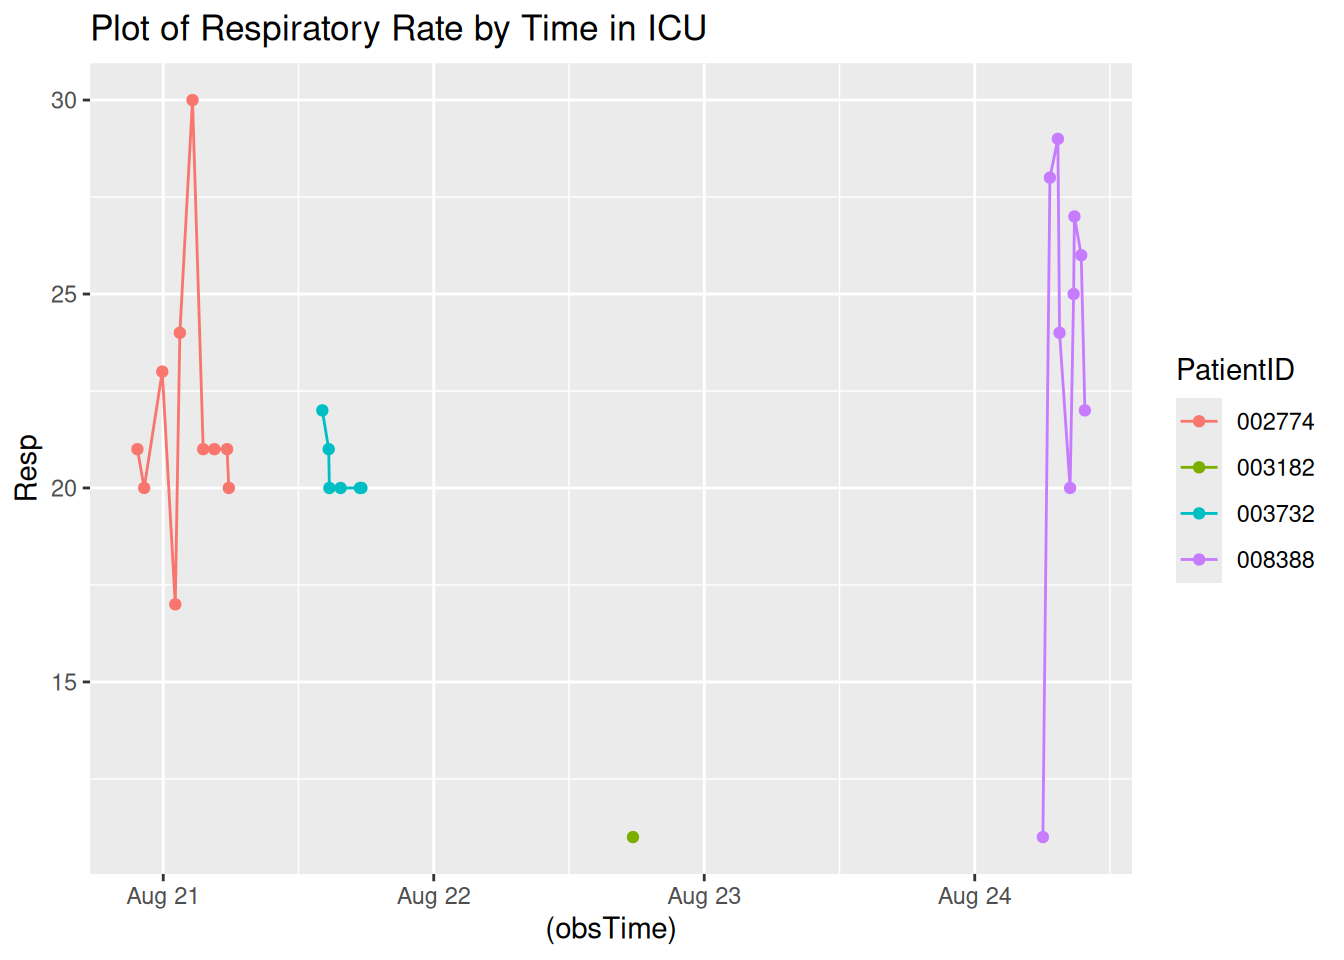 Plot of Respiratory Rate by Time in ICU
30
25
20
15
Resp
Aug 21
Aug 22
Aug 23
Aug 24
(obsTime)
PatientID
002774
003182
003732
008388